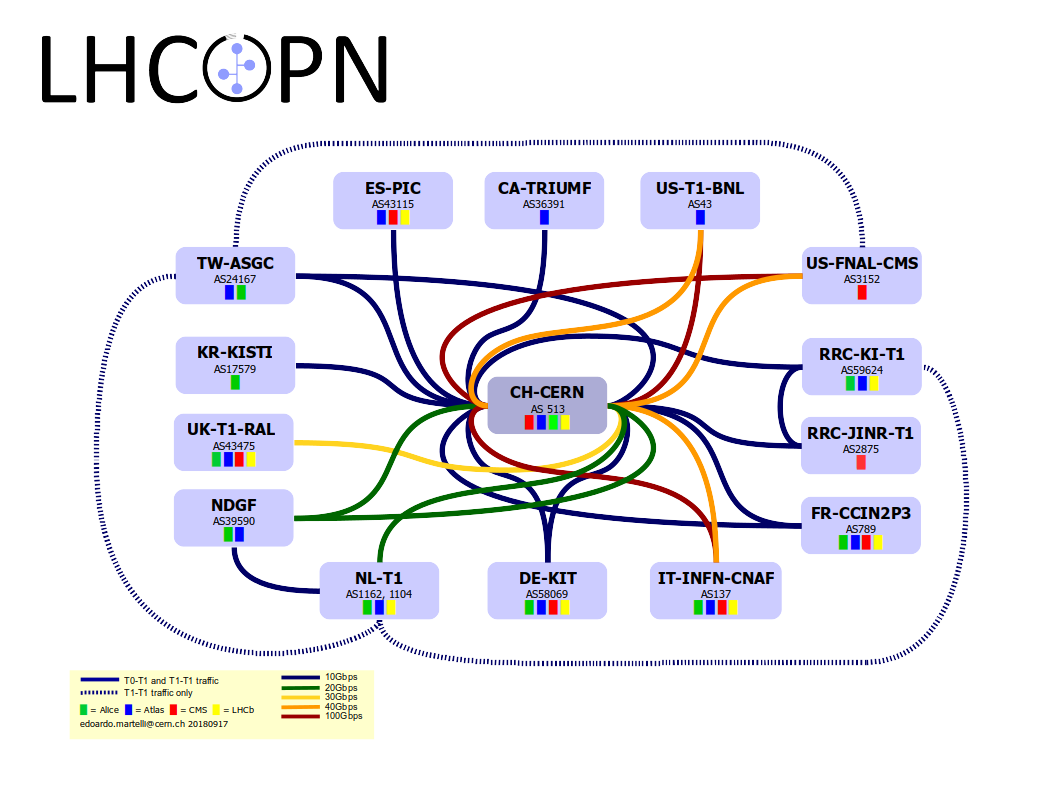 LHCOPN
ES-PIC
AS43115
CA-TRIUMF
AS36391
US-T1-BNL
AS43
TW-ASGC
AS24167
US-FNAL-CMS
AS3152
KR-KISTI
AS17579
RRC-KI-T1
AS59624
CH-CERN
AS 513
UK-T1-RAL
AS43475
RRC-JINR-T1
AS2875
NDGF
AS39590
FR-CCIN2P3
AS789
NL-T1
AS1162, 1104
DE-KIT
AS58069
IT-INFN-CNAF
AS137
T0-T1 and T1-T1 traffic
T1-T1 traffic only
= Alice = Atlas = CMS = LHCb
edoardo.martelli@cern.ch 20180917
10Gbps
20Gbps
30Gbps
40Gbps
100Gbps